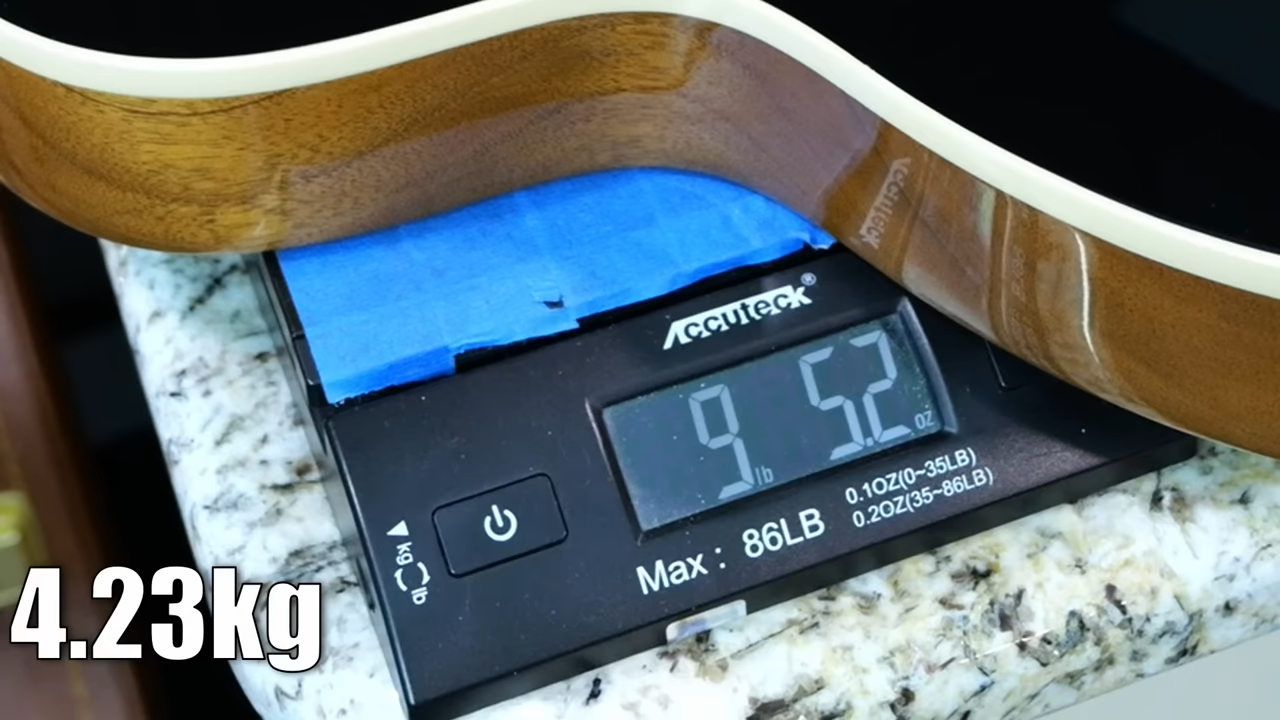 Accuteck®
9 lb 5.2 oz
0.1OZ(0~35LB)
0.2OZ(35~86LB)
Max : 86LB
kg lb
4.23kg
Accuteck